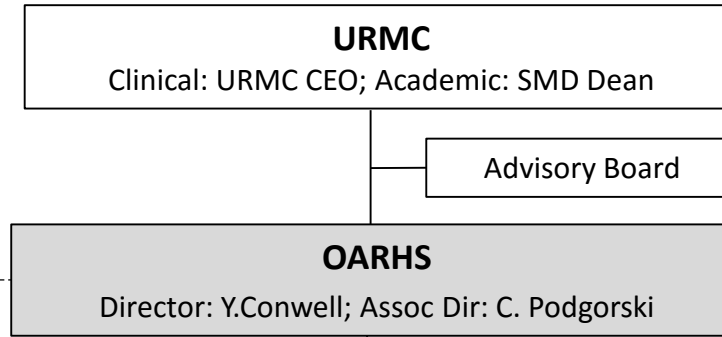 URMC
Clinical: URMC CEO; Academic: SMD Dean
Advisory Board
OARHS
Director: Y.Conwell; Assoc Dir: C. Podgorski